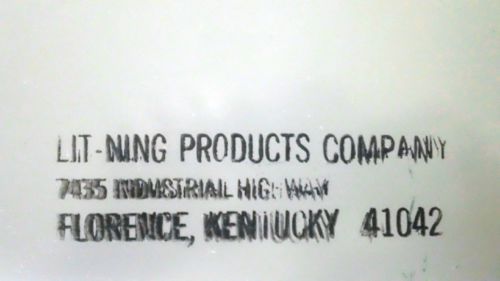 LIT-NING PRODUCTS COMPANY
7435 INDUSTRIAL HIGHWAY
FLORENCE, KENTUCKY 41042